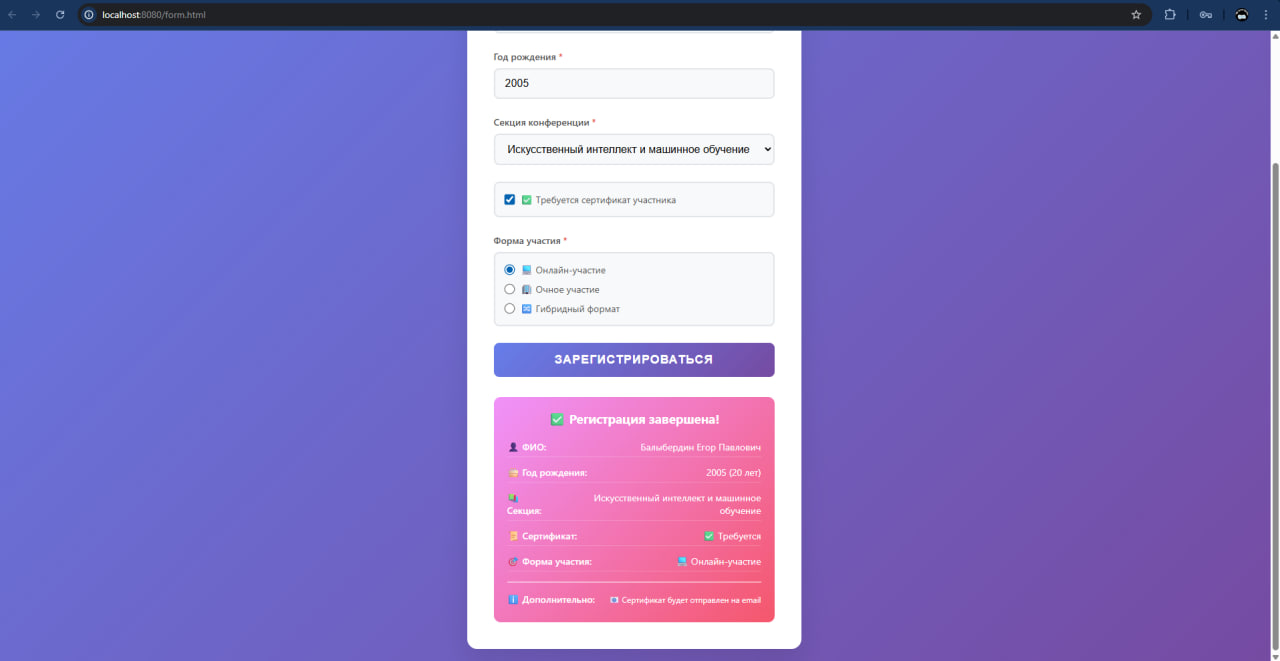 localhost:8080/form.html
Год рождения *
2005
Секция конференции *
Искусственный интеллект и машинное обучение
✅ Требуется сертификат участника
Форма участия *
Онлайн-участие
Очное участие
Гибридный формат
ЗАРЕГИСТРИРОВАТЬСЯ
✅ Регистрация завершена!
ФИО: Балыбердин Егор Павлович
Год рождения: 2005 (20 лет)
Секция: Искусственный интеллект и машинное
обучение
Сертификат: ✅ Требуется
Форма участия: Онлайн-участие
Дополнительно: Сертификат будет отправлен на email